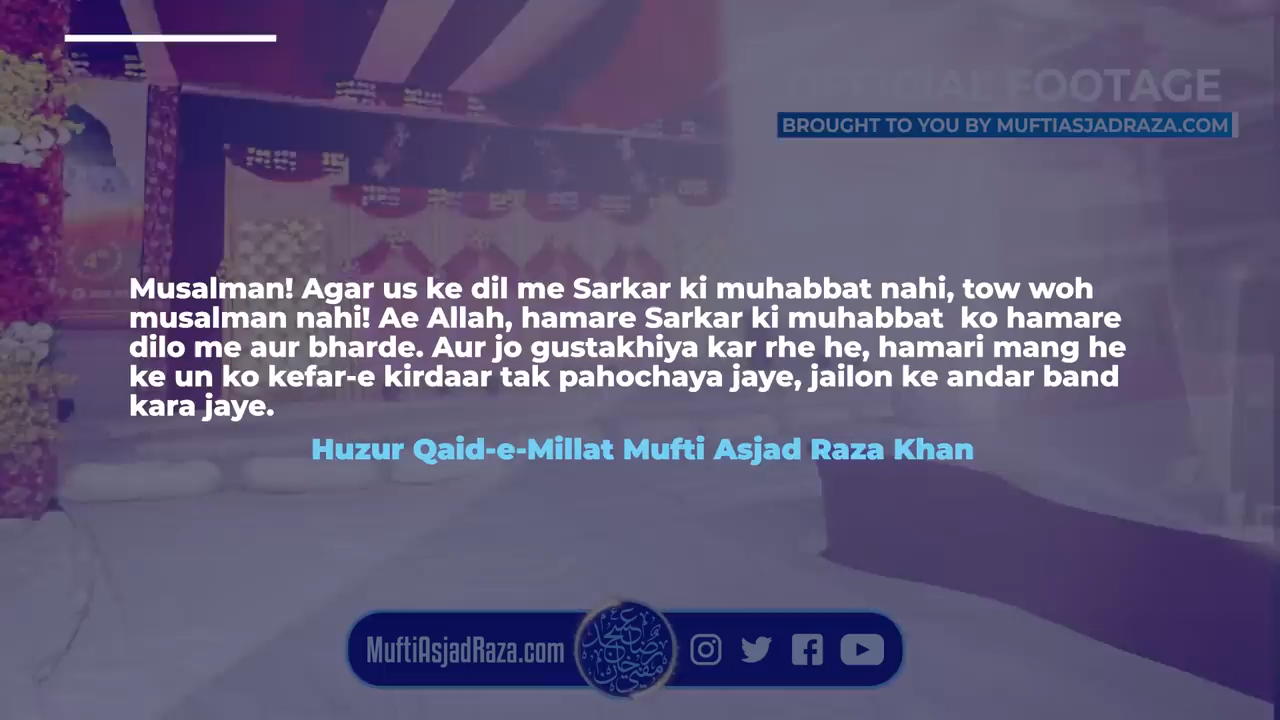 FOOTAGE
BROUGHT TO YOU BY MUFTIASJADRAZA.COM
Musalman! Agar us ke dil me Sarkar ki muhabbat nahi, tow woh
musalman nahi! Ae Allah, hamare Sarkar ki muhabbat  ko hamare
dilo me aur bharde. Aur jo gustakhiya kar rhe he, hamari mang he
ke un ko kefar-e kirdaar tak pahochaya jaye, jailon ke andar band
kara jaye.
Huzur Qaid-e-Millat Mufti Asjad Raza Khan
MuftiAsjadRaza.com